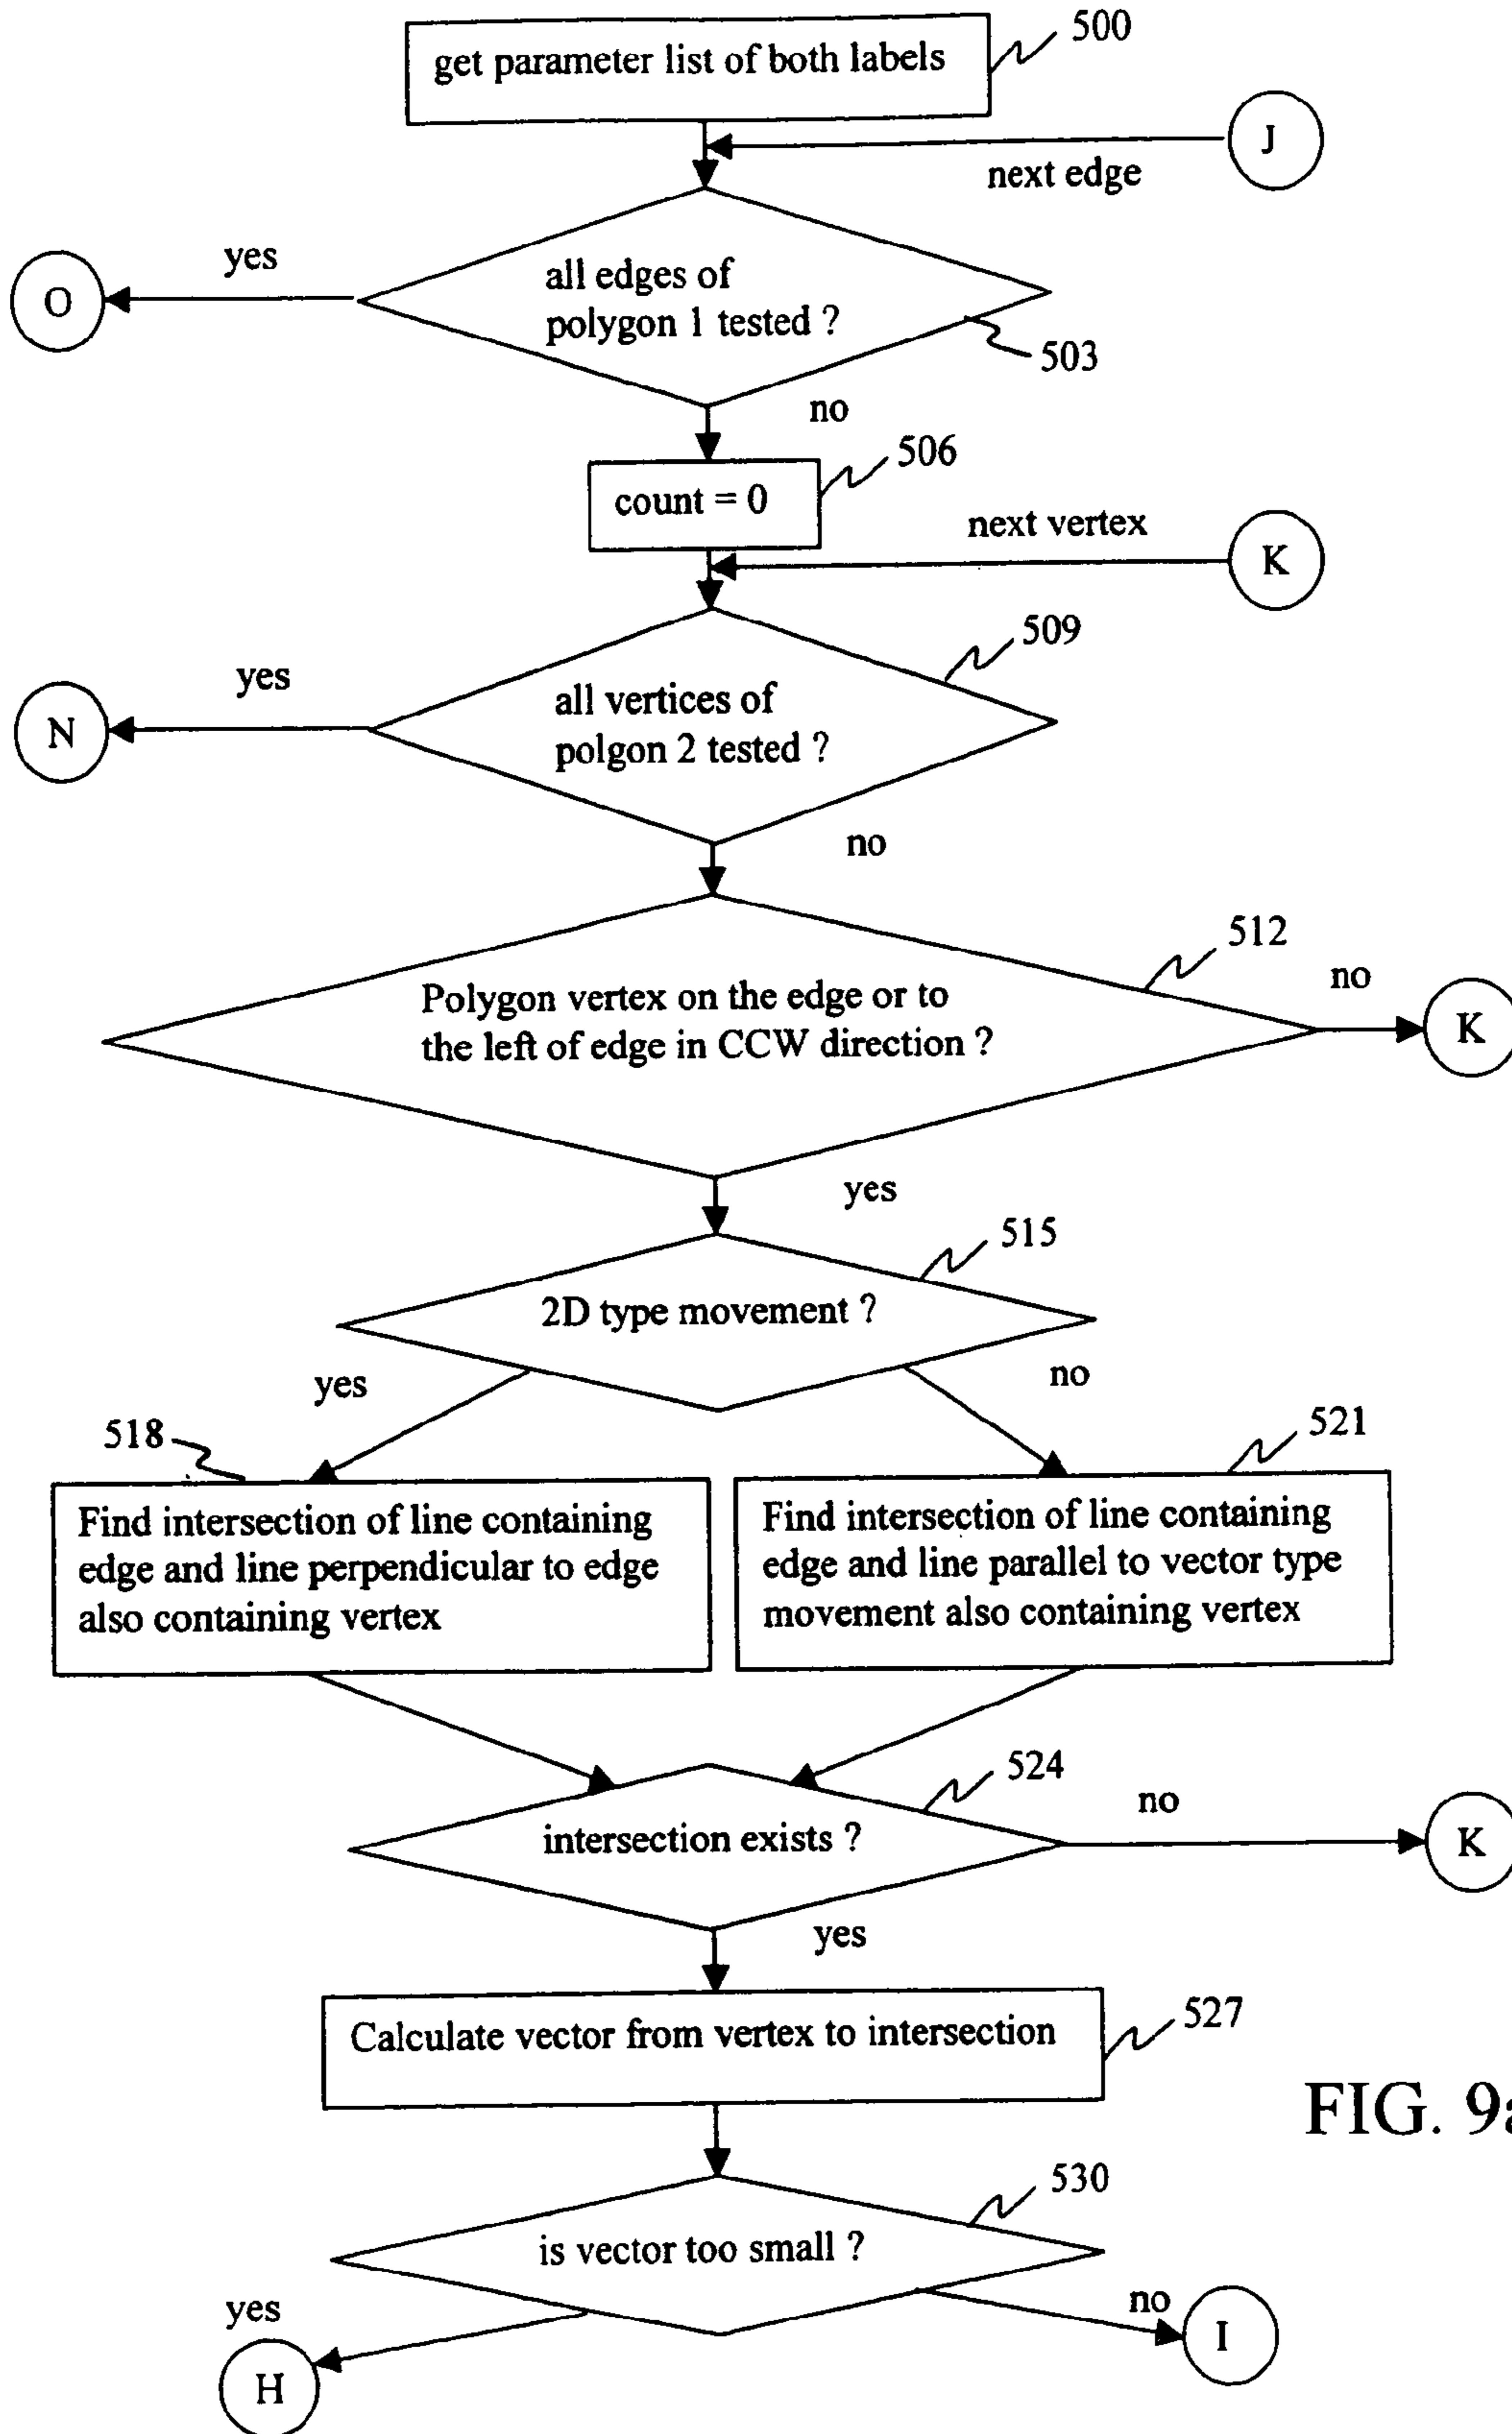 get parameter list of both labels
500
J
next edge
yes
O
all edges of
polygon 1 tested ?
503
no
count = 0
506
next vertex
K
509
yes
N
all vertices of
polgon 2 tested ?
no
512
no
Polygon vertex on the edge or to
the left of edge in CCW direction ?
K
yes
515
2D type movement ?
yes
no
518
521
Find intersection of line containing
edge and line perpendicular to edge
also containing vertex
Find intersection of line containing
edge and line parallel to vector type
movement also containing vertex
524
no
intersection exists ?
K
yes
Calculate vector from vertex to intersection
527
FIG. 9a
530
is vector too small ?
yes
no
I
H